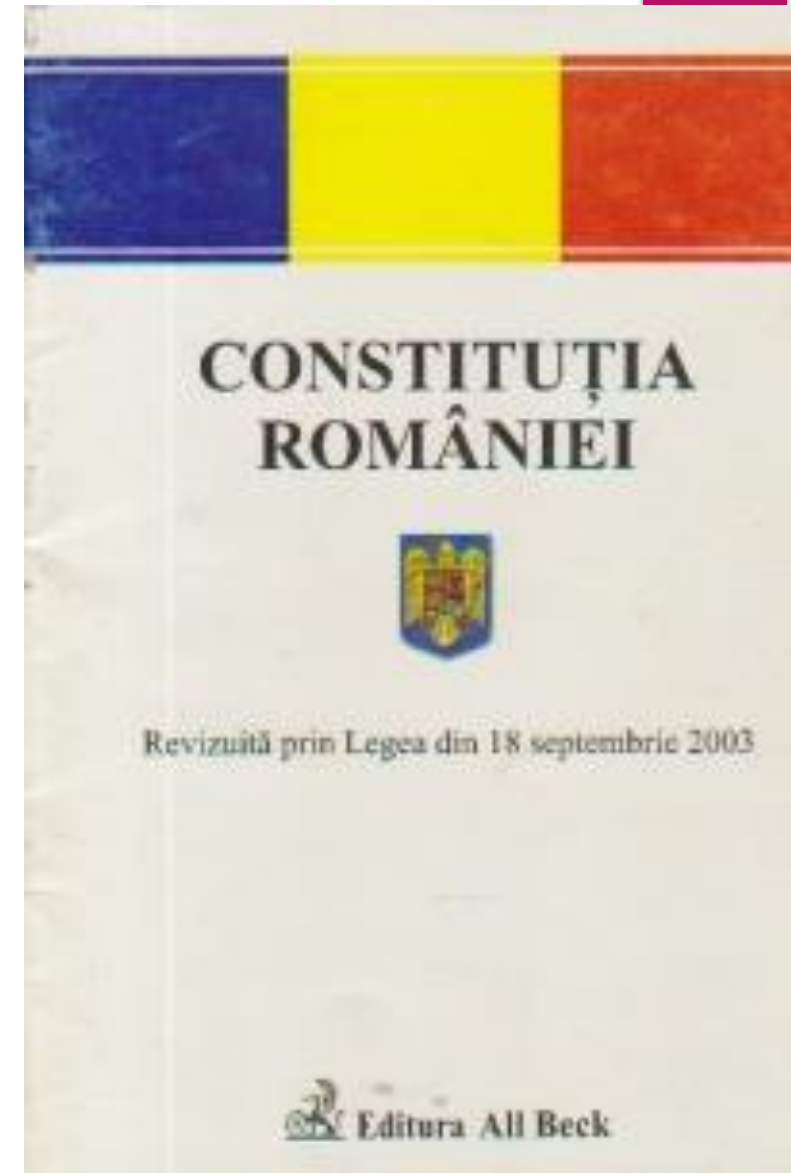 CONSTITUȚIA
ROMÂNIEI
Revizuită prin Legea din 18 septembrie 2003
Editura All Beck